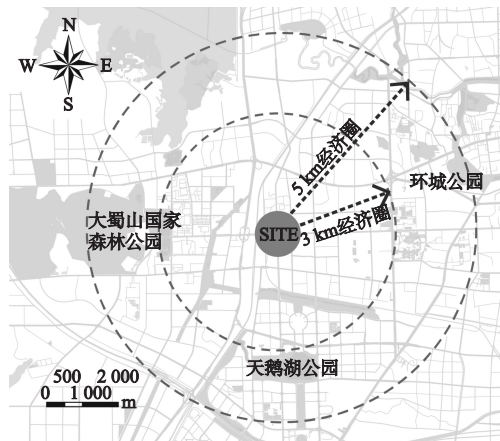 N
W E
S
5 km经济圈
环城公园
大蜀山国家
森林公园
SITE
3 km经济圈
天鹅湖公园
500 2 000
0 1 000 m